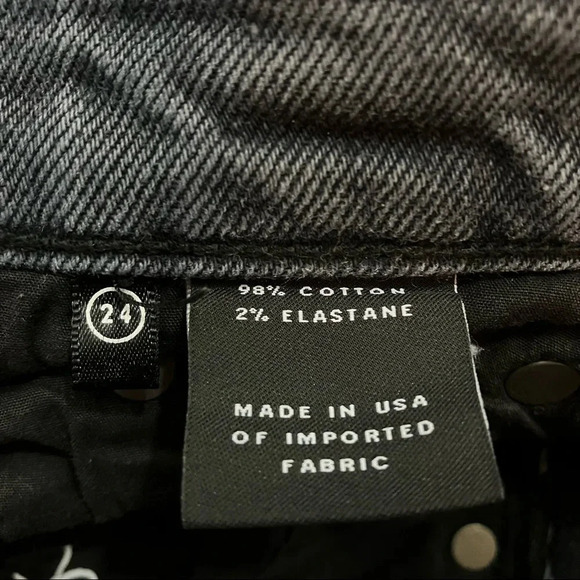 24
98% COTTON
2% ELASTANE
MADE IN USA
OF IMPORTED
FABRIC